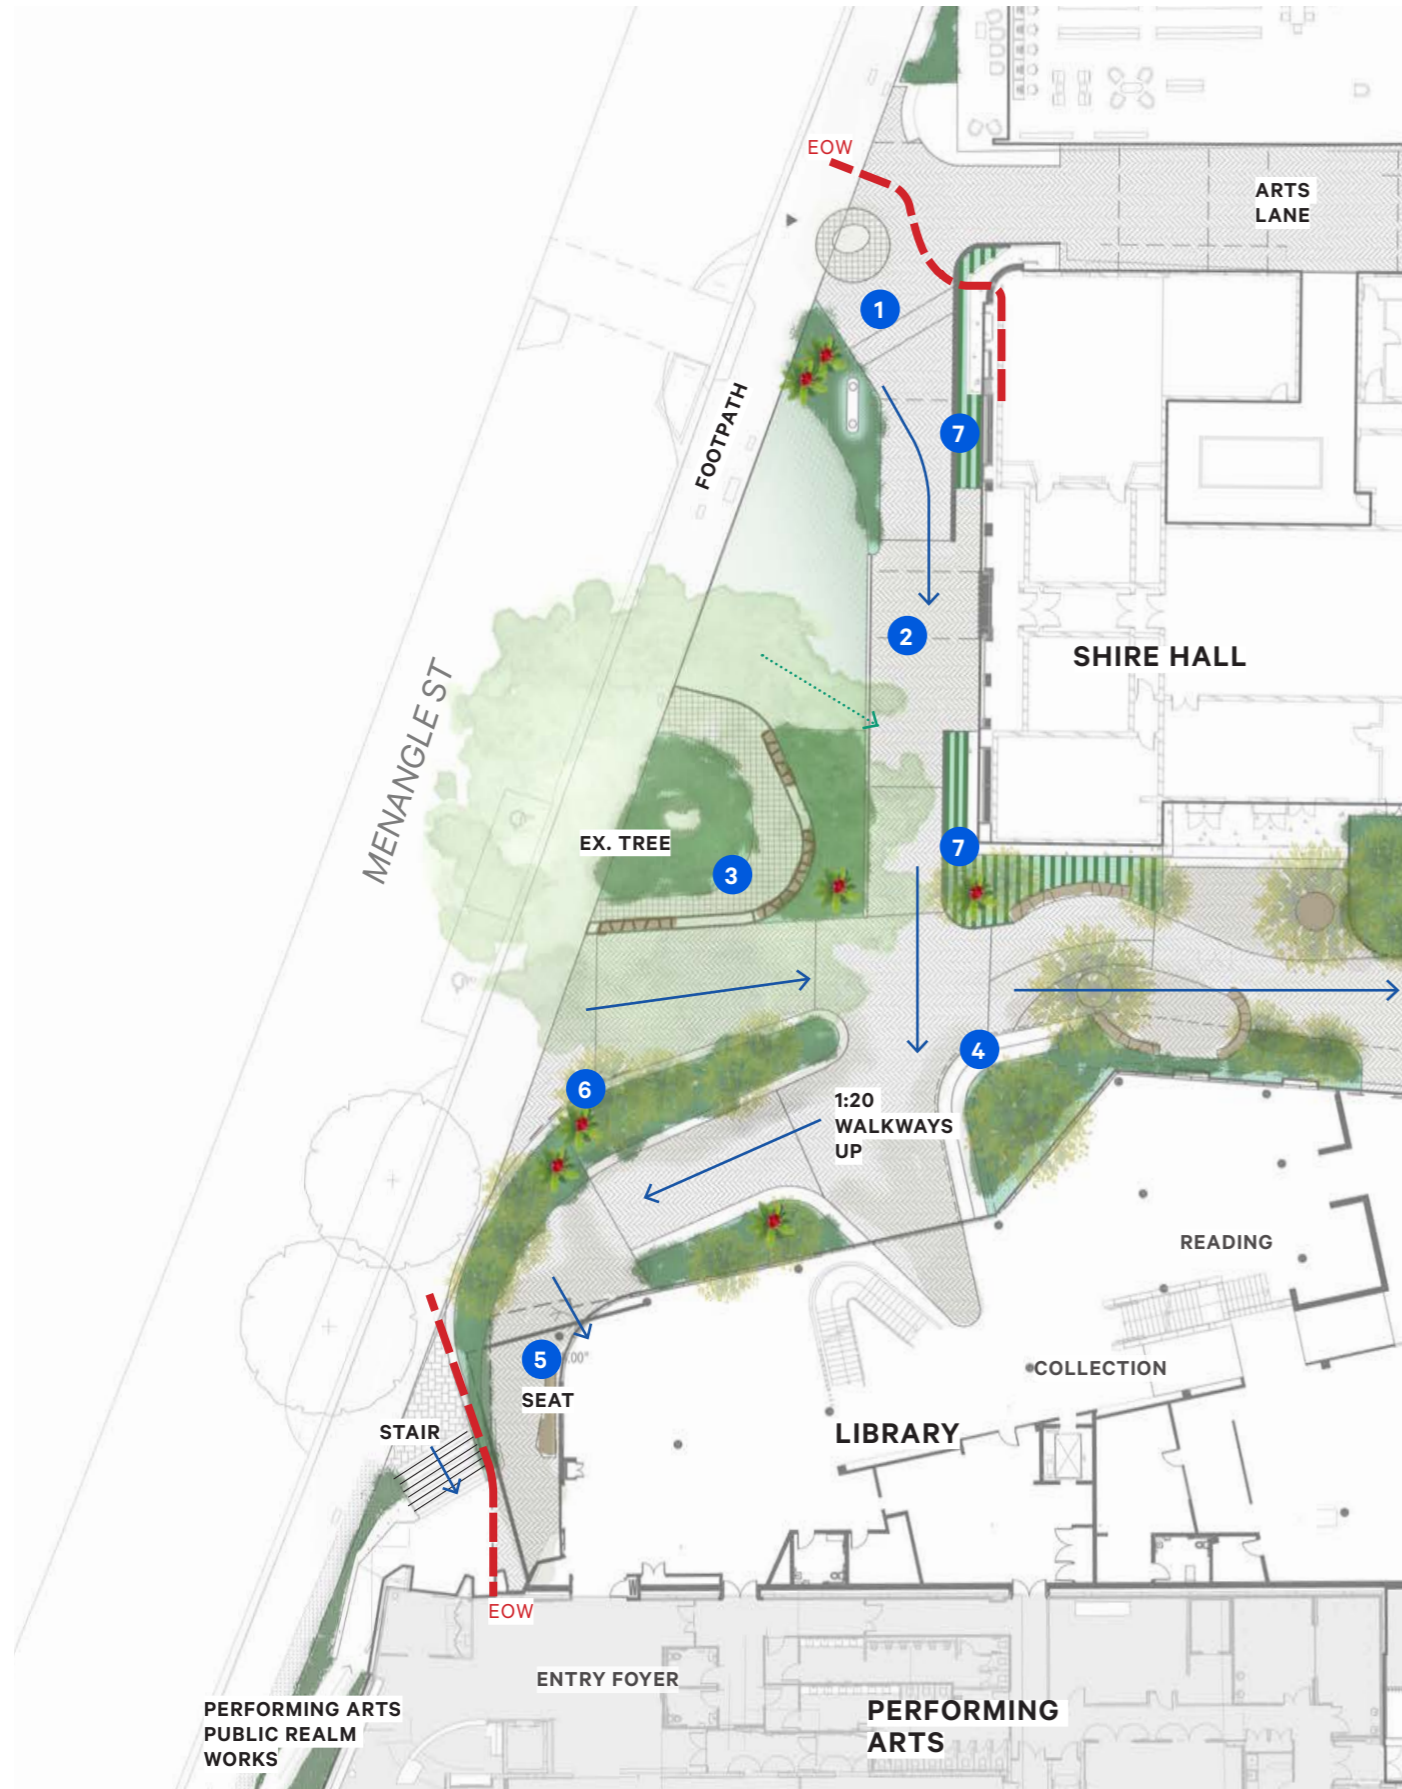 EOW
ARTS
LANE
1
FOOTPATH
7
2
SHIRE HALL
MENANGLE ST
EX. TREE
7
3
4
6
1:20
WALKWAYS
UP
READING
5
SEAT
COLLECTION
STAIR
LIBRARY
EOW
ENTRY FOYER
PERFORMING ARTS
PUBLIC REALM
WORKS
PERFORMING
ARTS